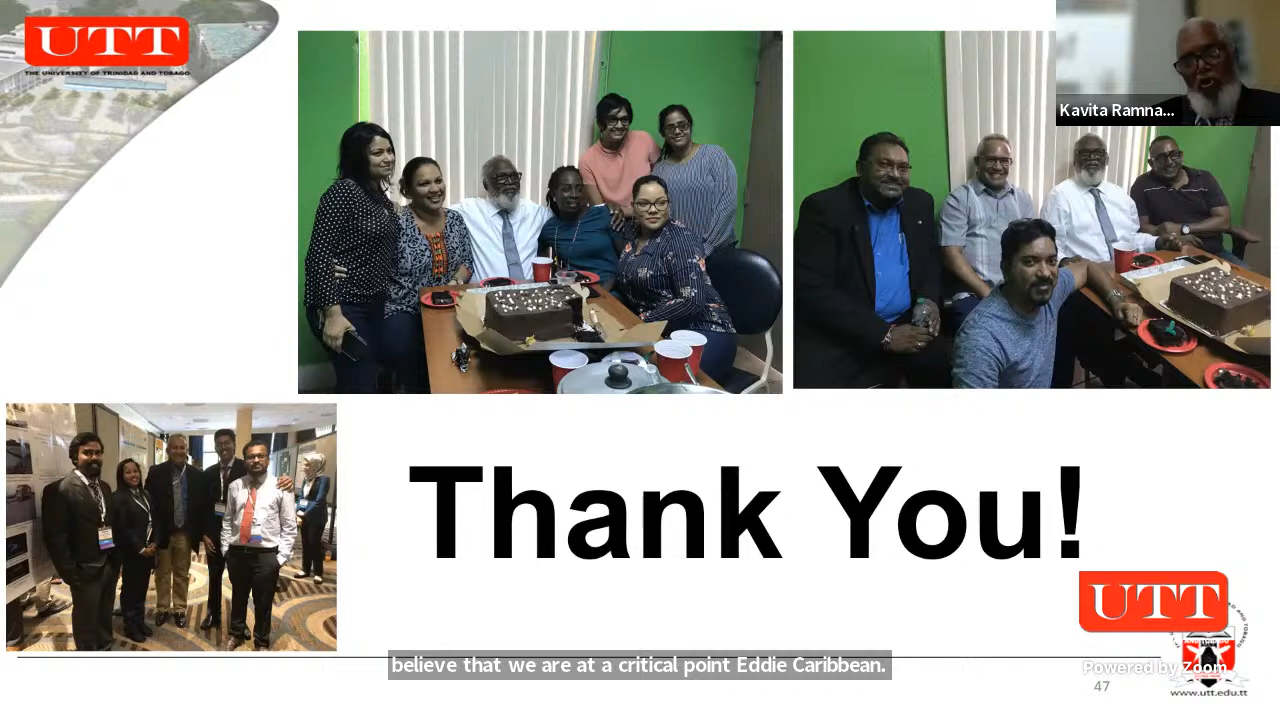 UTT
THE UNIVERSITY OF TRINIDAD AND TOBAGO
Kavita Ramna...
Thank You!
UTT
believe that we are at a critical point Eddie Caribbean.
Powered by Zoom
47
www.utt.edu.tt